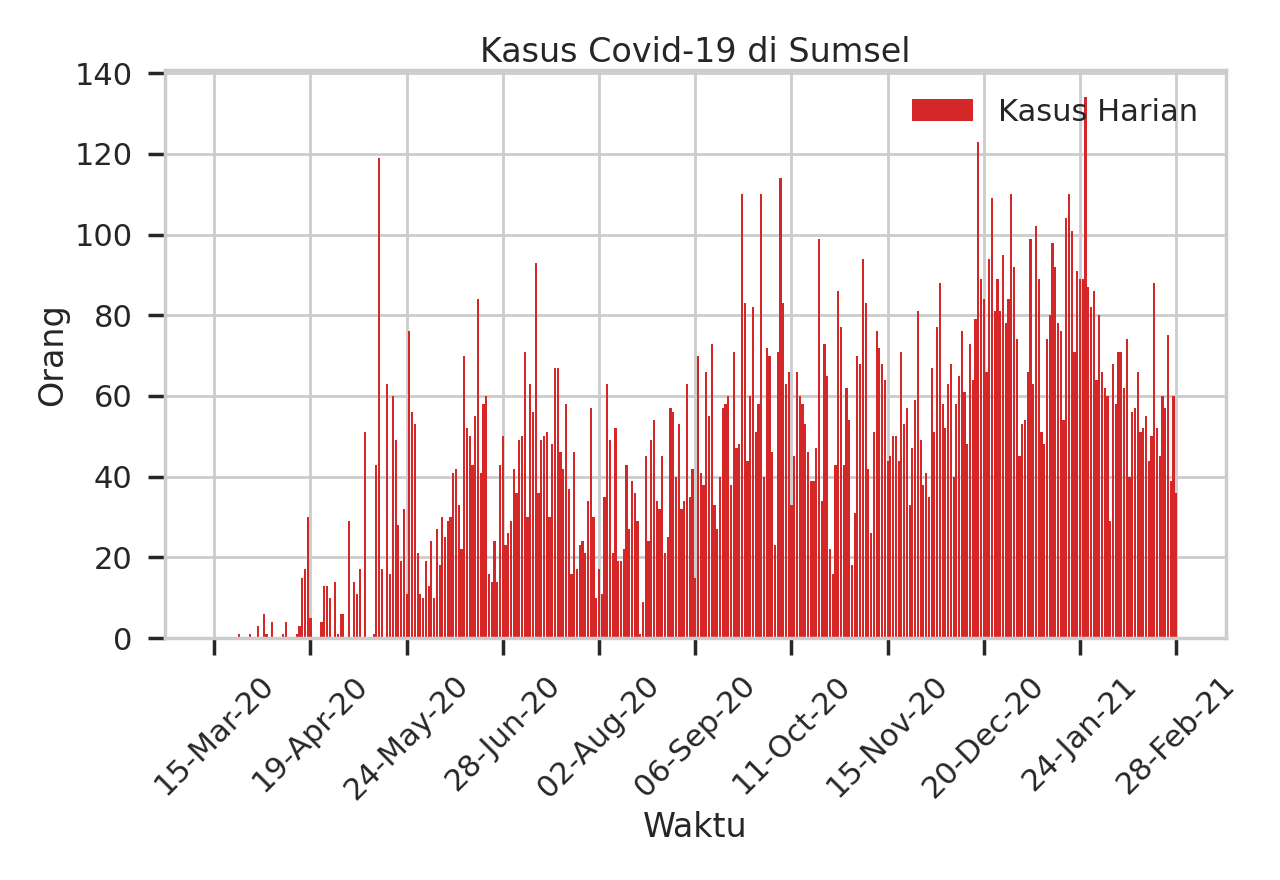 Kasus Covid-19 di Sumsel
140
120
100
80
60
40
20
0
Orang
Kasus Harian
15-Mar-20
19-Apr-20
24-May-20
28-Jun-20
02-Aug-20
06-Sep-20
11-Oct-20
15-Nov-20
20-Dec-20
24-Jan-21
28-Feb-21
Waktu